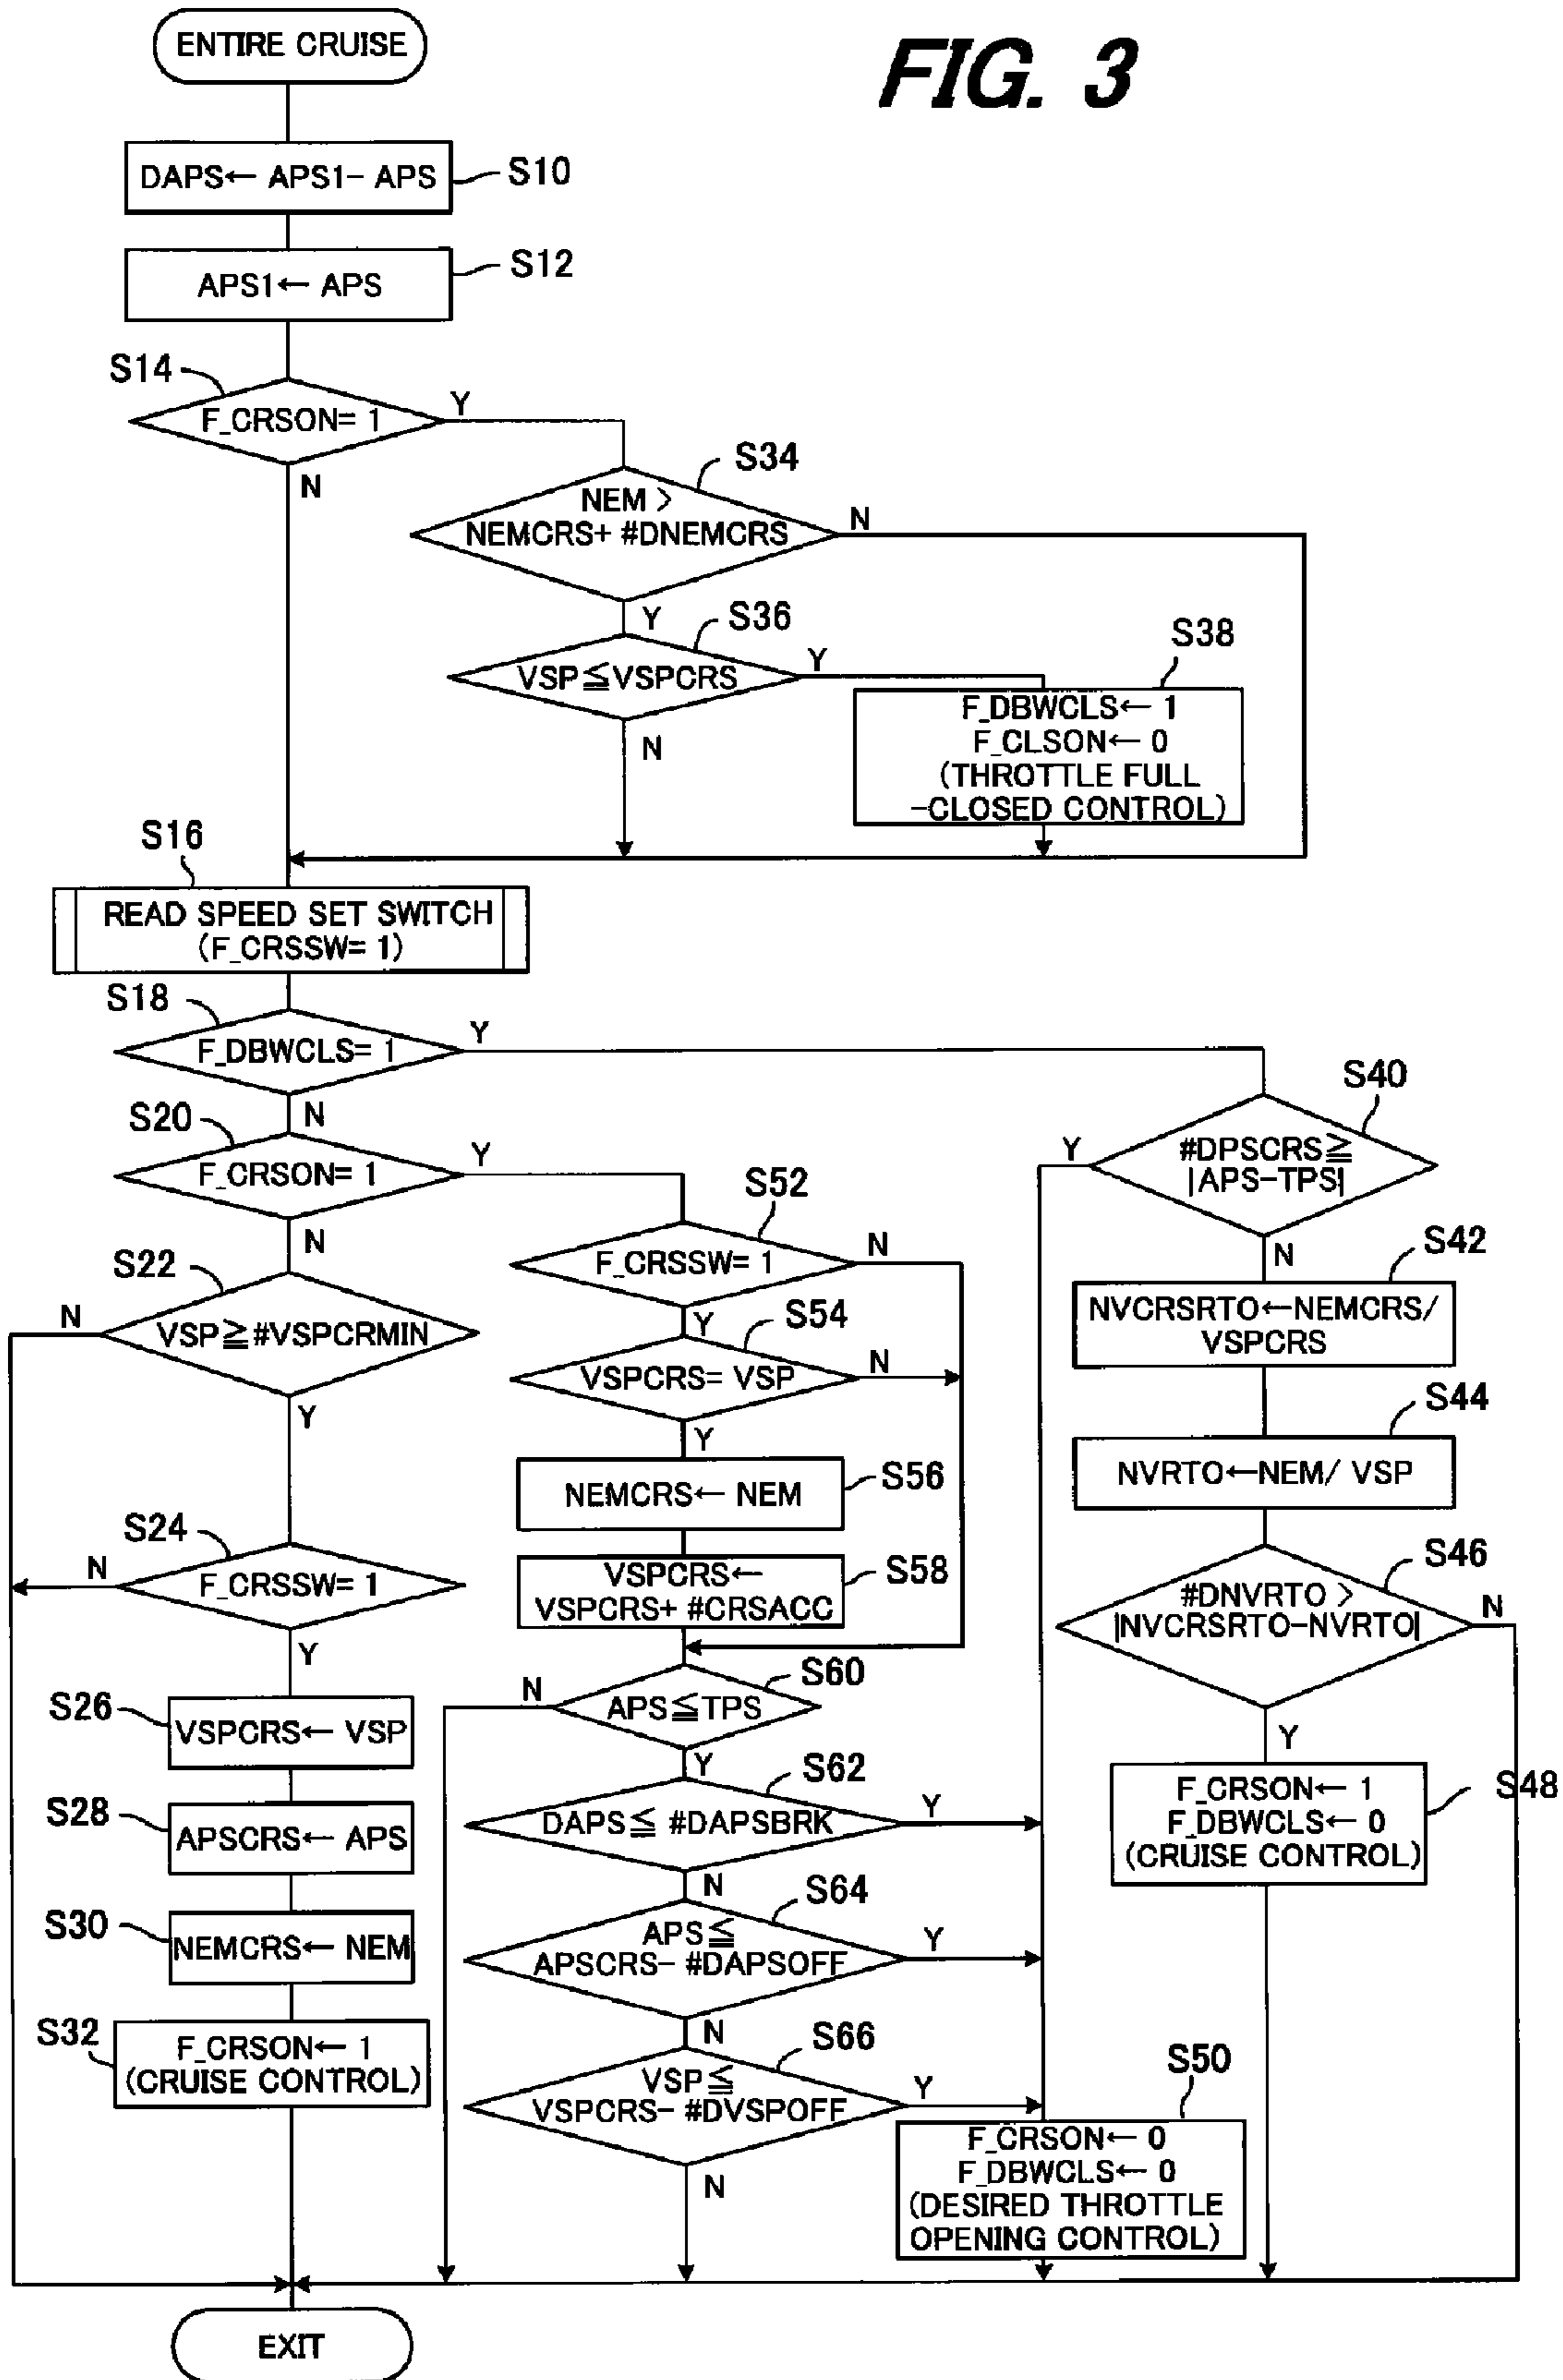 FIG. 3
ENTIRE CRUISE
DAPS← APS1− APS
S10
APS1← APS
S12
S14
F_CRSON= 1
Y
N
S34
NEM >
NEMCRS+ #DNEMCRS
N
Y
S36
VSP≦VSPCRS
Y
N
S38
F_DBWCLS← 1
F_CLSON← 0
(THROTTLE FULL
-CLOSED CONTROL)
S16
READ SPEED SET SWITCH
(F_CRSSW= 1)
S18
F_DBWCLS= 1
Y
N
S20
F_CRSON= 1
Y
N
S22
VSP≧#VSPCRMIN
N
Y
S24
F_CRSSW= 1
N
Y
S26
VSPCRS← VSP
S28
APSCRS← APS
S30
NEMCRS← NEM
S32
F_CRSON← 1
(CRUISE CONTROL)
S52
F_CRSSW= 1
N
Y
S54
VSPCRS= VSP
N
Y
NEMCRS← NEM
S56
VSPCRS←
VSPCRS+ #CRSACC
S58
S60
APS≦TPS
N
Y
S62
DAPS≦ #DAPSBRK
Y
N
S64
APS≦
APSCRS− #DAPSOFF
Y
N
S66
VSP≦
VSPCRS− #DVSPOFF
Y
N
S40
#DPSCRS≧
|APS−TPS|
Y
N
S42
NVCRSRTO←NEMCRS/
VSPCRS
S44
NVRTO←NEM/ VSP
S46
#DNVRTO >
|NVCRSRTO−NVRTO|
N
Y
S48
F_CRSON← 1
F_DBWCLS← 0
(CRUISE CONTROL)
S50
F_CRSON← 0
F_DBWCLS← 0
(DESIRED THROTTLE
OPENING CONTROL)
EXIT